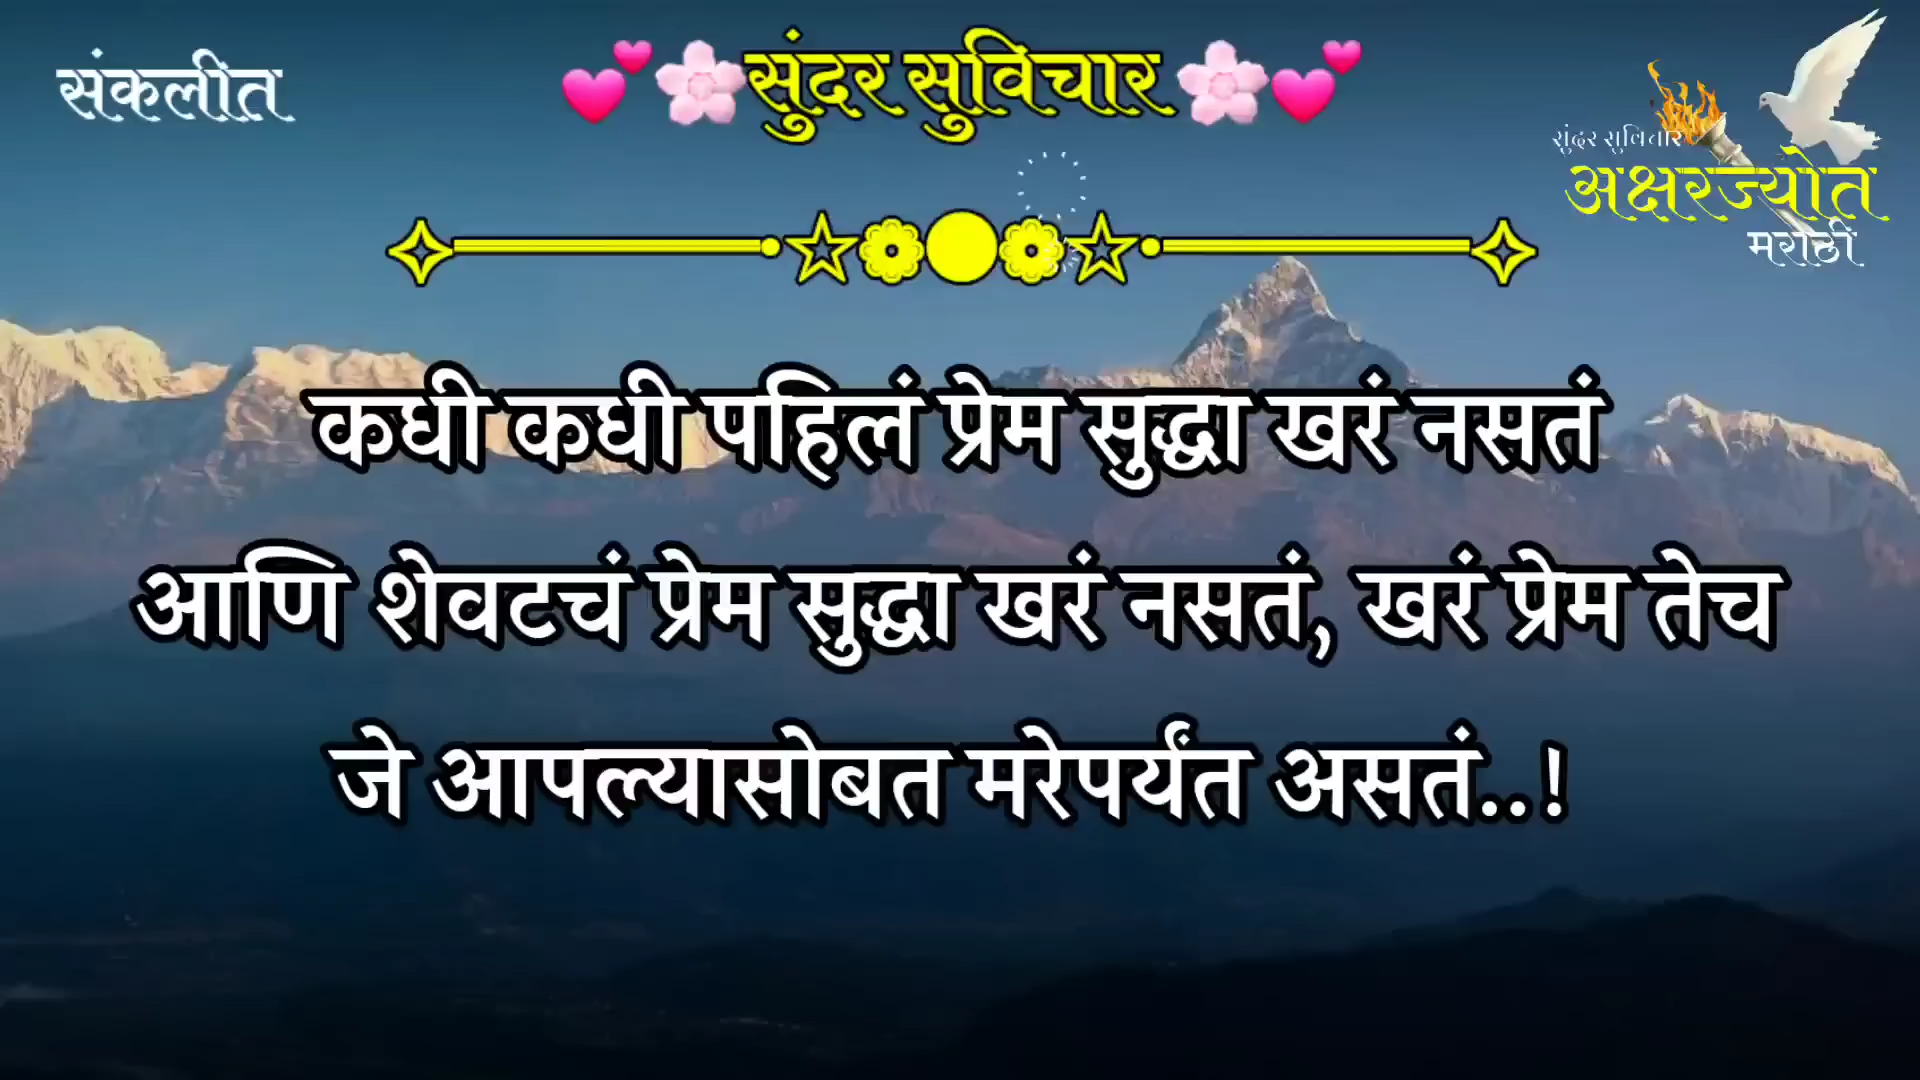 संकलीत
💕🌸सुंदर सुविचार🌸💕
सुंदर सुविचार
अक्षरज्योत
मराठी
कधी कधी पहिलं प्रेम सुद्धा खरं नसतं
आणि शेवटचं प्रेम सुद्धा खरं नसतं, खरं प्रेम तेच
जे आपल्यासोबत मरेपर्यंत असतं..!